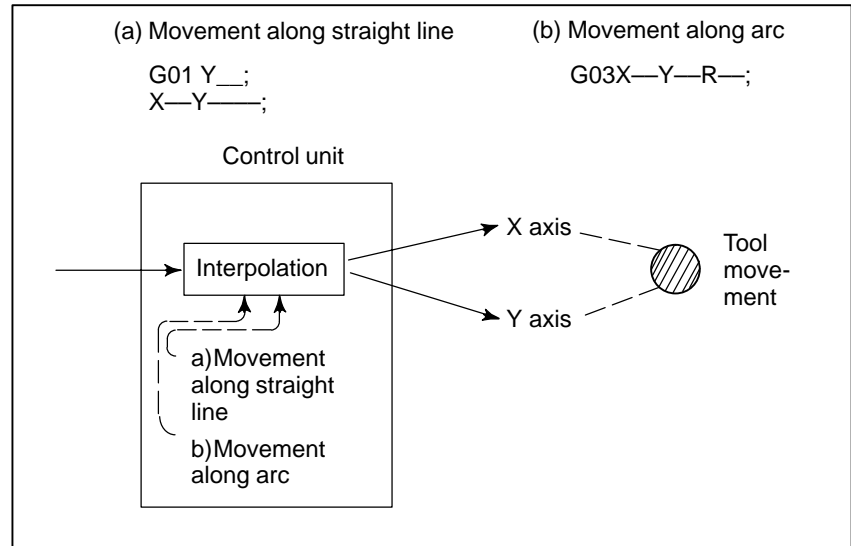 (a) Movement along straight line
G01 Y__;
X—–Y–—–—;
(b) Movement along arc
G03X––—Y––—R––—;
Control unit
Interpolation
a)Movement
along straight
line
b)Movement
along arc
X axis
Y axis
Tool
move-
ment